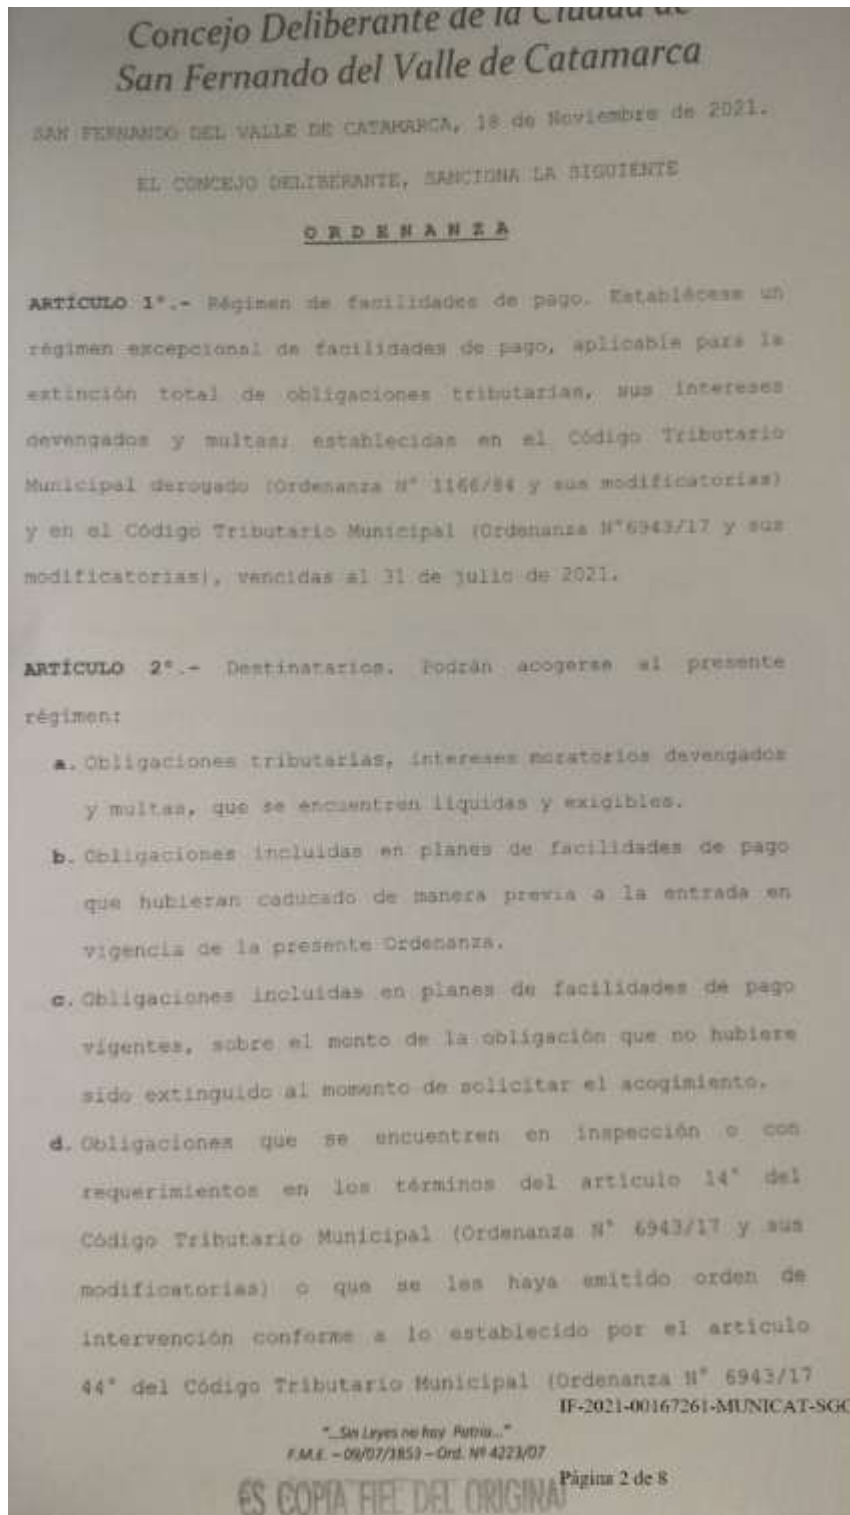 Concejo Deliberante de la Ciudad de
San Fernando del Valle de Catamarca
SAN FERNANDO DEL VALLE DE CATAMARCA, 18 de Noviembre de 2021.
EL CONCEJO DELIBERANTE, SANCIONA LA SIGUIENTE
O R D E N A N Z A
ARTÍCULO 1°.- Régimen de facilidades de pago. Establécese un
régimen excepcional de facilidades de pago, aplicable para la
extinción total de obligaciones tributarias, sus intereses
devengados y multas; establecidas en el Código Tributario
Municipal derogado (Ordenanza N° 1166/84 y sus modificatorias)
y en el Código Tributario Municipal (Ordenanza N°6943/17 y sus
modificatorias), vencidas al 31 de julio de 2021.
ARTÍCULO 2°.- Destinatarios. Podrán acogerse al presente
régimen:
a. Obligaciones tributarias, intereses moratorios devengados
y multas, que se encuentren líquidas y exigibles.
b. Obligaciones incluidas en planes de facilidades de pago
que hubieran caducado de manera previa a la entrada en
vigencia de la presente Ordenanza.
c. Obligaciones incluidas en planes de facilidades de pago
vigentes, sobre el monto de la obligación que no hubiere
sido extinguido al momento de solicitar el acogimiento.
d. Obligaciones que se encuentren en inspección o con
requerimientos en los términos del artículo 14° del
Código Tributario Municipal (Ordenanza N° 6943/17 y sus
modificatorias) o que se les haya emitido orden de
intervención conforme a lo establecido por el artículo
44° del Código Tributario Municipal (Ordenanza N° 6943/17
IF-2021-00167261-MUNICAT-SGC
"...Sin Leyes no hay Patria..."
F.M.E. – 09/07/1853 – Ord. Nº 4223/07
Página 2 de 8
ES COPIA FIEL DEL ORIGINAL